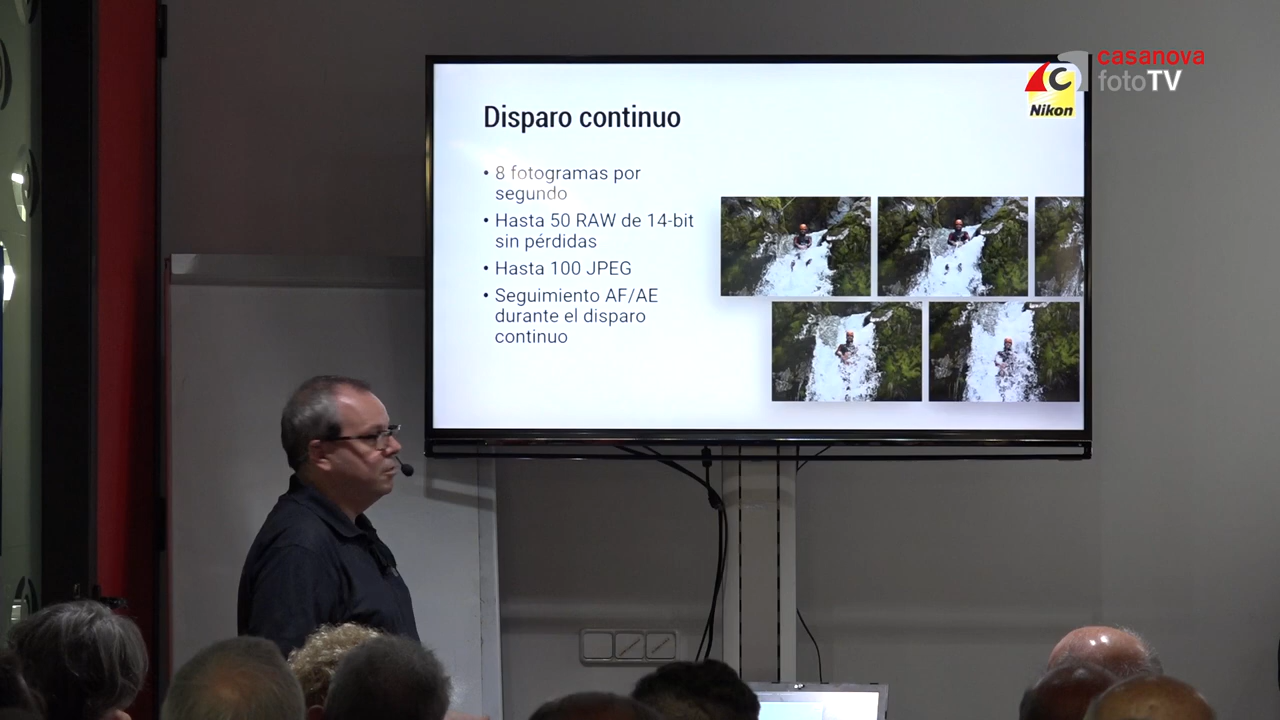 casanova
fotoTV
C
Nikon
Disparo continuo
• 8 fotogramas por
segundo
• Hasta 50 RAW de 14-bit
sin pérdidas
• Hasta 100 JPEG
• Seguimiento AF/AE
durante el disparo
continuo